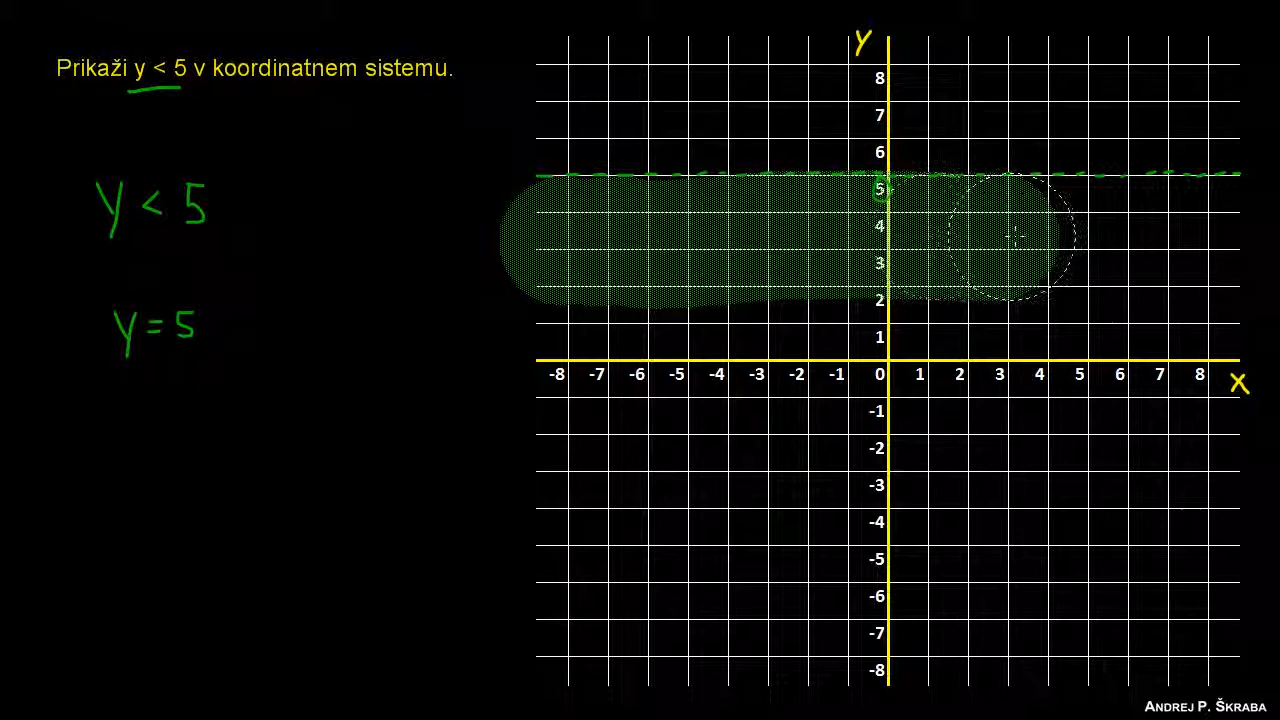 Prikaži y < 5 v koordinatnem sistemu.
y < 5
y = 5
y
8
7
6
5
4
3
2
1
-8 -7 -6 -5 -4 -3 -2 -1 0 1 2 3 4 5 6 7 8 x
-1
-2
-3
-4
-5
-6
-7
-8
ANDREJ P. ŠKRABA